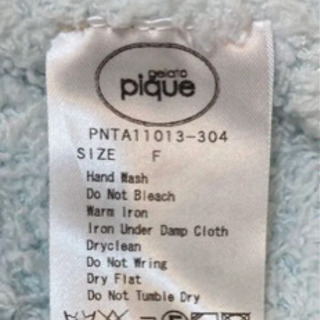 gelato
pique
PNTA11013-304
SIZE F
Hand Wash
Do Not Bleach
Warm Iron
Iron Under Damp Cloth
Dryclean
Do Not Wring
Dry Flat
Do Not Tumble Dry